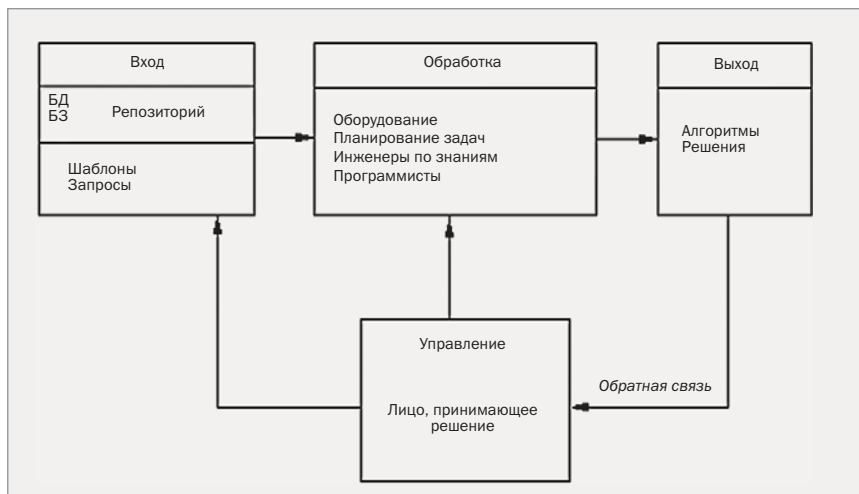 Вход
БД
БЗ
Репозиторий
Шаблоны
Запросы
Обработка
Оборудование
Планирование задач
Инженеры по знаниям
Программисты
Выход
Алгоритмы
Решения
Управление
Лицо, принимающее
решение
Обратная связь